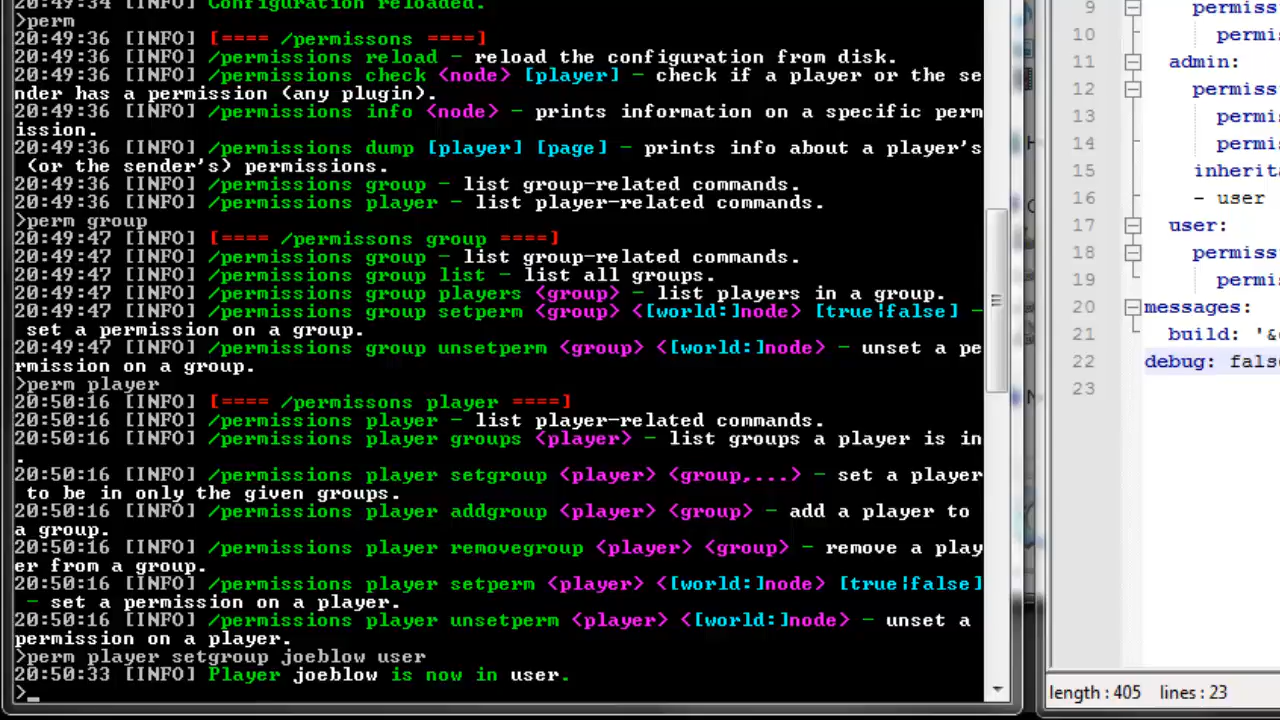 20:49:34 [INFO] Configuration reloaded.
>perm
20:49:36 [INFO] [==== /permissons ====]
20:49:36 [INFO] /permissions reload - reload the configuration from disk.
20:49:36 [INFO] /permissions check <node> [player] - check if a player or the se
nder has a permission (any plugin).
20:49:36 [INFO] /permissions info <node> - prints information on a specific perm
ission.
20:49:36 [INFO] /permissions dump [player] [page] - prints info about a player's
 (or the sender's) permissions.
20:49:36 [INFO] /permissions group - list group-related commands.
20:49:36 [INFO] /permissions player - list player-related commands.
>perm group
20:49:47 [INFO] [==== /permissons group ====]
20:49:47 [INFO] /permissions group - list group-related commands.
20:49:47 [INFO] /permissions group list - list all groups.
20:49:47 [INFO] /permissions group players <group> - list players in a group.
20:49:47 [INFO] /permissions group setperm <group> <[world:]node> [true|false] -
 set a permission on a group.
20:49:47 [INFO] /permissions group unsetperm <group> <[world:]node> - unset a pe
rmission on a group.
>perm player
20:50:16 [INFO] [==== /permissons player ====]
20:50:16 [INFO] /permissions player - list player-related commands.
20:50:16 [INFO] /permissions player groups <player> - list groups a player is in
.
20:50:16 [INFO] /permissions player setgroup <player> <group,...> - set a player
 to be in only the given groups.
20:50:16 [INFO] /permissions player addgroup <player> <group> - add a player to
a group.
20:50:16 [INFO] /permissions player removegroup <player> <group> - remove a play
er from a group.
20:50:16 [INFO] /permissions player setperm <player> <[world:]node> [true|false]
 - set a permission on a player.
20:50:16 [INFO] /permissions player unsetperm <player> <[world:]node> - unset a
permission on a player.
>perm player setgroup joeblow user
20:50:33 [INFO] Player joeblow is now in user.
>_
9 permiss
10 permi
11 admin:
12 permiss
13 permi
14 permi
15 inherit
16 - user
17 user:
18 permiss
19 permi
20 messages:
21 build: '&
22 debug: fals
23
length : 405 lines : 23